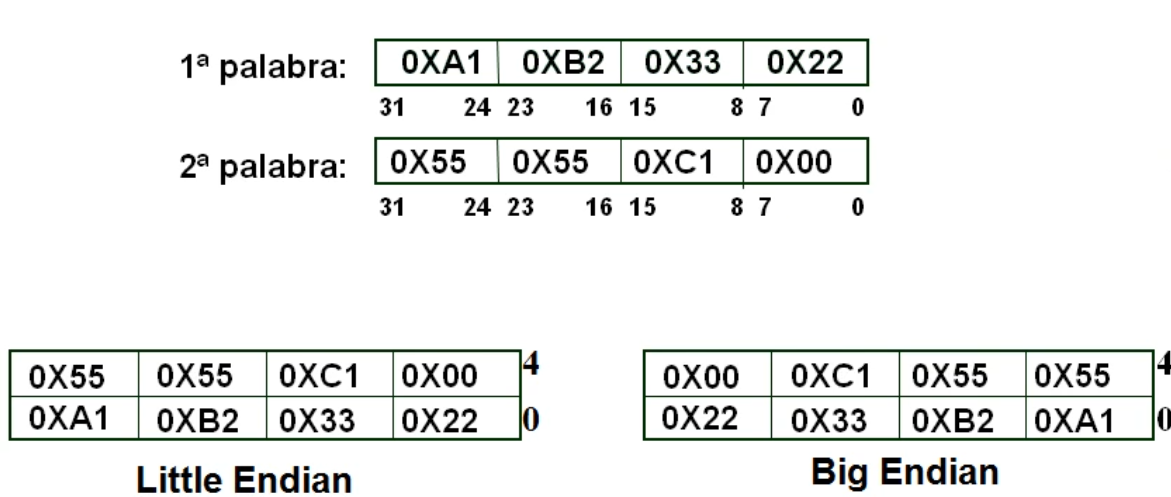 1ª palabra: 0XA1 0XB2 0X33 0X22
31 24 23 16 15 8 7 0
2ª palabra: 0X55 0X55 0XC1 0X00
31 24 23 16 15 8 7 0
0X55 0X55 0XC1 0X00 4
0XA1 0XB2 0X33 0X22 0
Little Endian
0X00 0XC1 0X55 0X55 4
0X22 0X33 0XB2 0XA1 0
Big Endian